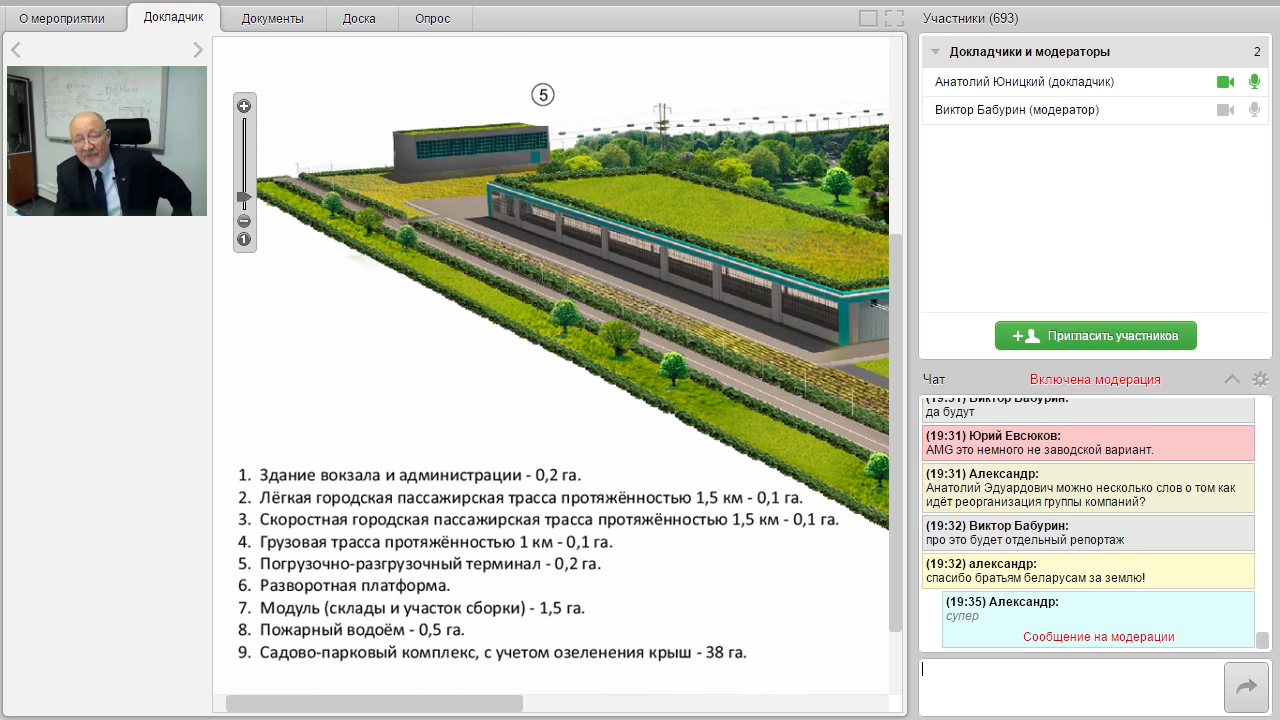 О мероприятии
Докладчик
Документы
Доска
Опрос
5
1. Здание вокзала и администрации - 0,2 га.
2. Лёгкая городская пассажирская трасса протяжённостью 1,5 км - 0,1 га.
3. Скоростная городская пассажирская трасса протяжённостью 1,5 км - 0,1 га.
4. Грузовая трасса протяжённостью 1 км - 0,1 га.
5. Погрузочно-разгрузочный терминал - 0,2 га.
6. Разворотная платформа.
7. Модуль (склады и участок сборки) - 1,5 га.
8. Пожарный водоём - 0,5 га.
9. Садово-парковый комплекс, с учетом озеленения крыш - 38 га.
Участники (693)
Докладчики и модераторы 2
Анатолий Юницкий (докладчик)
Виктор Бабурин (модератор)
Пригласить участников
Чат Включена модерация
(19:31) Виктор Бабурин:
да будут
(19:31) Юрий Евсюков:
AMG это немного не заводской вариант.
(19:31) Александр:
Анатолий Эдуардович можно несколько слов о том как
идёт реорганизация группы компаний?
(19:32) Виктор Бабурин:
про это будет отдельный репортаж
(19:32) александр:
спасибо братьям беларусам за землю!
(19:35) Александр:
супер
Сообщение на модерации